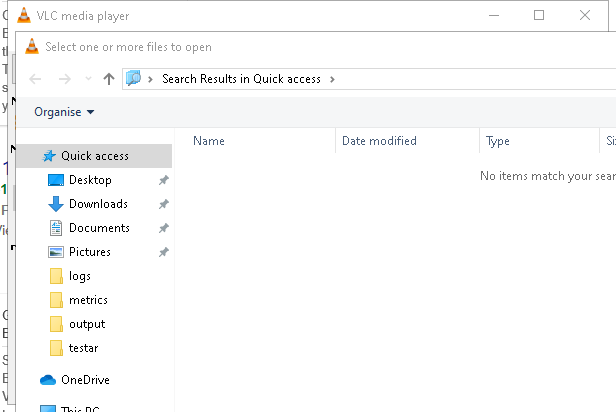 VLC media player
Select one or more files to open
Search Results in Quick access
Organise
Name Date modified Type
Quick access
No items match your sear
Desktop
Downloads
Documents
Pictures
logs
metrics
output
testar
OneDrive
This PC